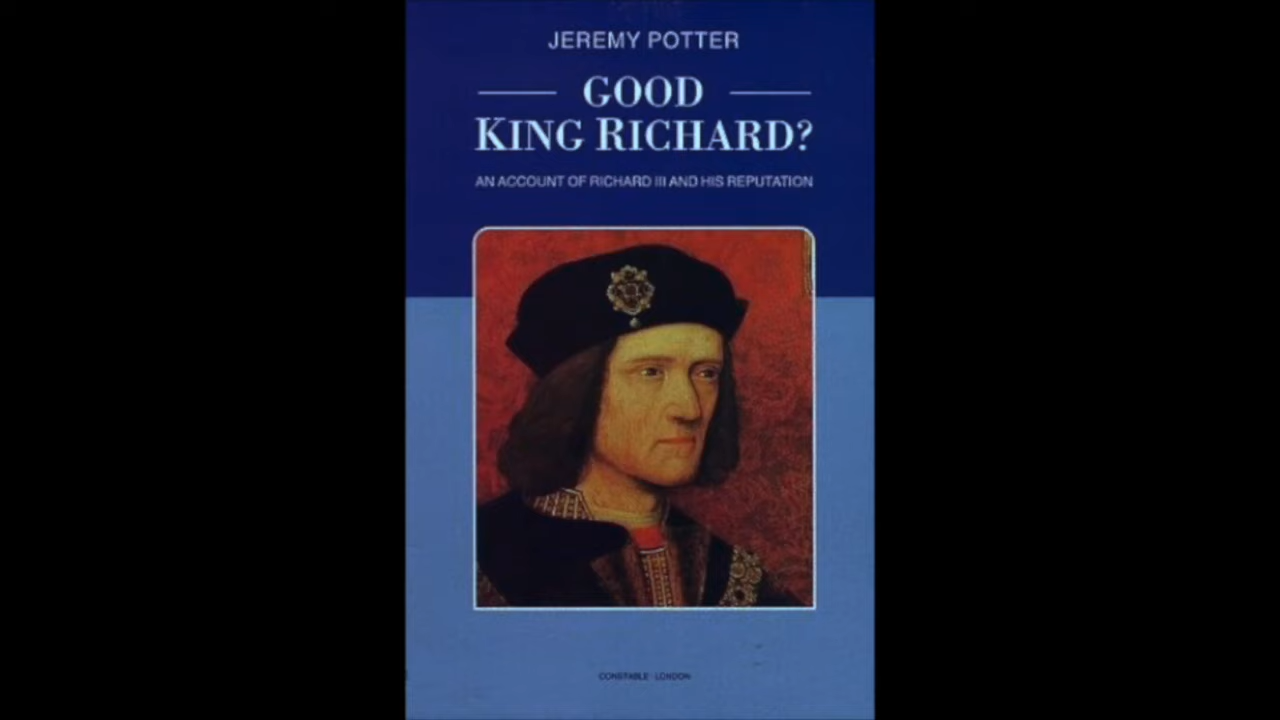 JEREMY POTTER
GOOD
KING RICHARD?
AN ACCOUNT OF RICHARD III AND HIS REPUTATION
CONSTABLE · LONDON